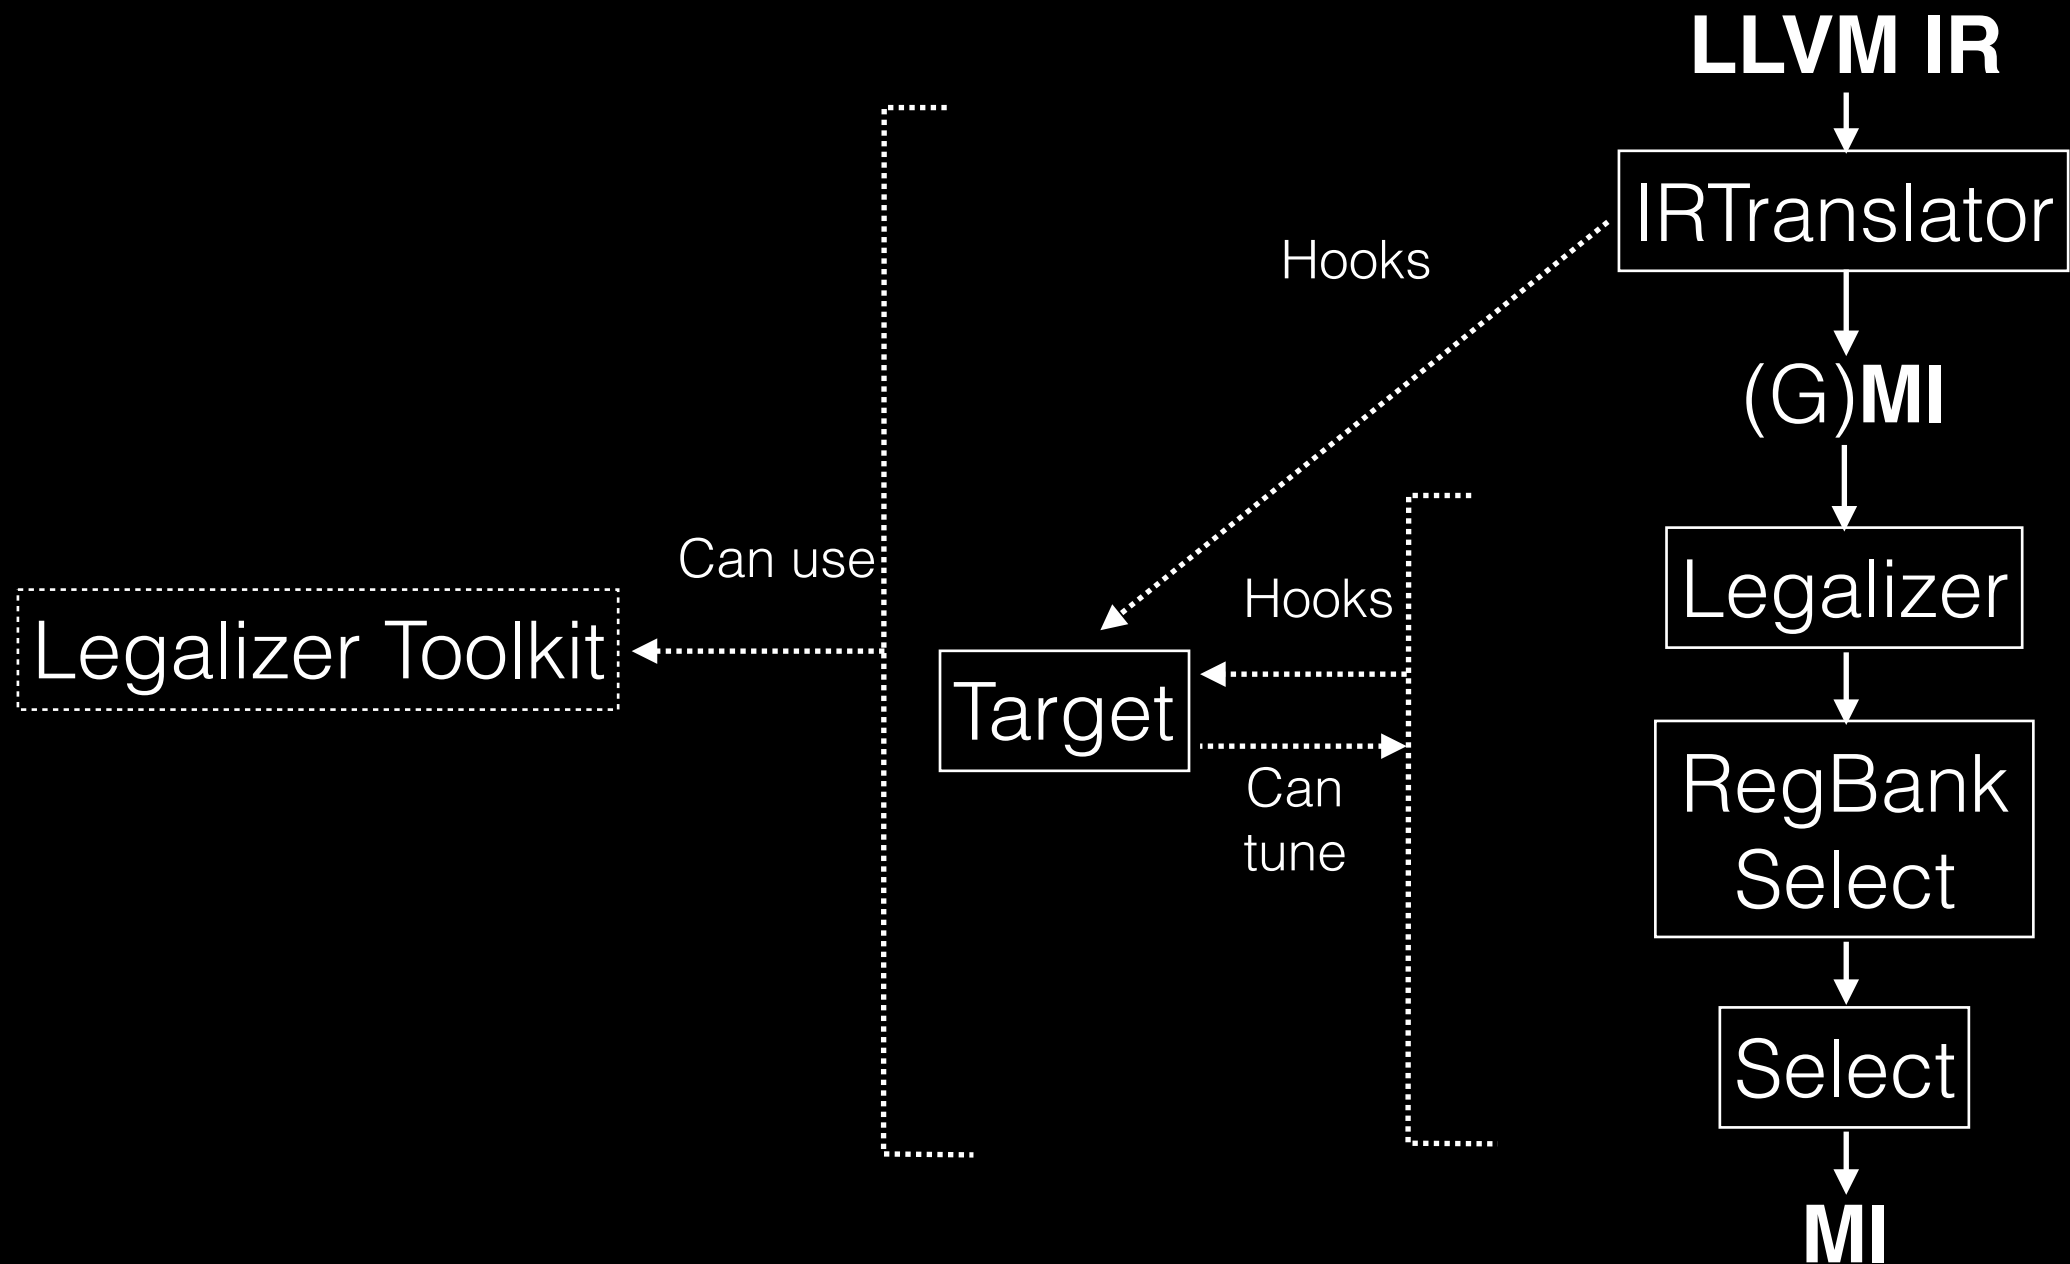 LLVM IR
IRTranslator
Hooks
(G)MI
Can use
Hooks
Legalizer
Legalizer Toolkit
Target
Can
tune
RegBank
Select
Select
MI